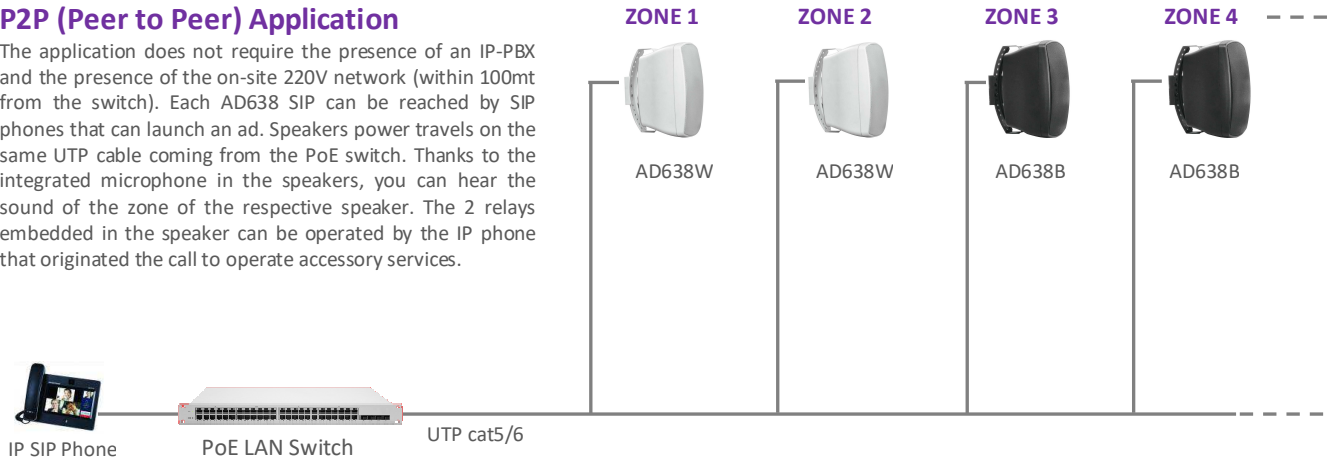 P2P (Peer to Peer) Application
The application does not require the presence of an IP-PBX
and the presence of the on-site 220V network (within 100mt
from the switch). Each AD638 SIP can be reached by SIP
phones that can launch an ad. Speakers power travels on the
same UTP cable coming from the PoE switch. Thanks to the
integrated microphone in the speakers, you can hear the
sound of the zone of the respective speaker. The 2 relays
embedded in the speaker can be operated by the IP phone
that originated the call to operate accessory services.
ZONE 1
ZONE 2
ZONE 3
ZONE 4
AD638W
AD638W
AD638B
AD638B
IP SIP Phone
PoE LAN Switch
UTP cat5/6